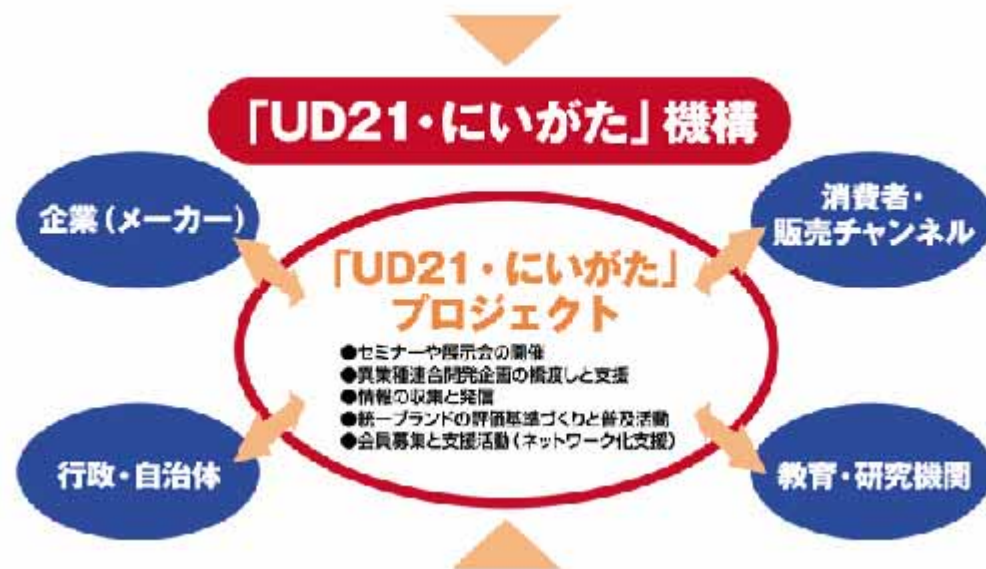 「UD21・にいがた」機構
企業(メーカー)
消費者・
販売チャンネル
「UD21・にいがた」
プロジェクト
●セミナーや展示会の開催
●異業種連合開発企画の橋渡しと支援
●情報の収集と発信
●統一ブランドの評価基準づくりと普及活動
●会員募集と支援活動(ネットワーク化支援)
行政・自治体
教育・研究機関